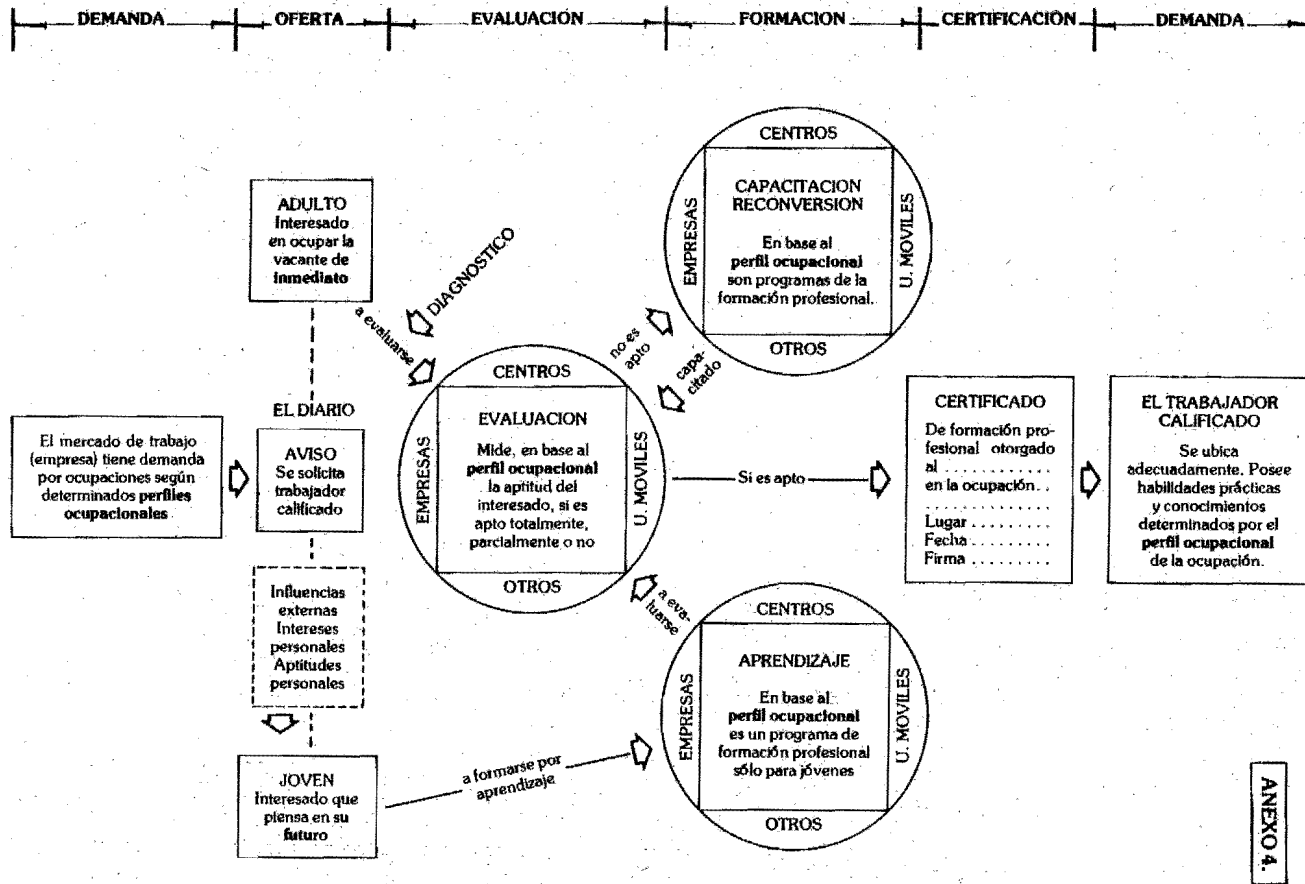 DEMANDA
OFERTA
EVALUACIÓN
FORMACION
CERTIFICACIÓN
DEMANDA
El mercado de trabajo
(empresa) tiene demanda
por ocupaciones según
determinados perfiles
ocupacionales
ADULTO
Interesado
en ocupar la
vacante de
inmediato
EL DIARIO
AVISO
Se solicita
trabajador
calificado
Influencias
externas
Intereses
personales
Aptitudes
personales
JOVEN
Interesado que
piensa en su
futuro
a evaluarse
DIAGNOSTICO
CENTROS
EMPRESAS
EVALUACION
Mide, en base al
perfil ocupacional
la aptitud del
interesado, si es
apto totalmente,
parcialmente o no
U. MOVILES
OTROS
no es
apto
capa-
citado
a eva-
luarse
a formarse por
aprendizaje
CENTROS
EMPRESAS
CAPACITACION
RECONVERSION
En base al
perfil ocupacional
son programas de la
formación profesional.
U. MOVILES
OTROS
Si es apto
CENTROS
EMPRESAS
APRENDIZAJE
En base al
perfil ocupacional
es un programa de
formación profesional
sólo para jóvenes
U. MOVILES
OTROS
CERTIFICADO
De formación pro-
fesional otorgado
al . . . . . . . . . . .
en la ocupación. .
. . . . . . . . . . . . .
Lugar . . . . . . . . .
Fecha . . . . . . . . .
Firma . . . . . . . . .
EL TRABAJADOR
CALIFICADO
Se ubica
adecuadamente. Posee
habilidades prácticas
y conocimientos
determinados por el
perfil ocupacional
de la ocupación.
ANEXO 4.